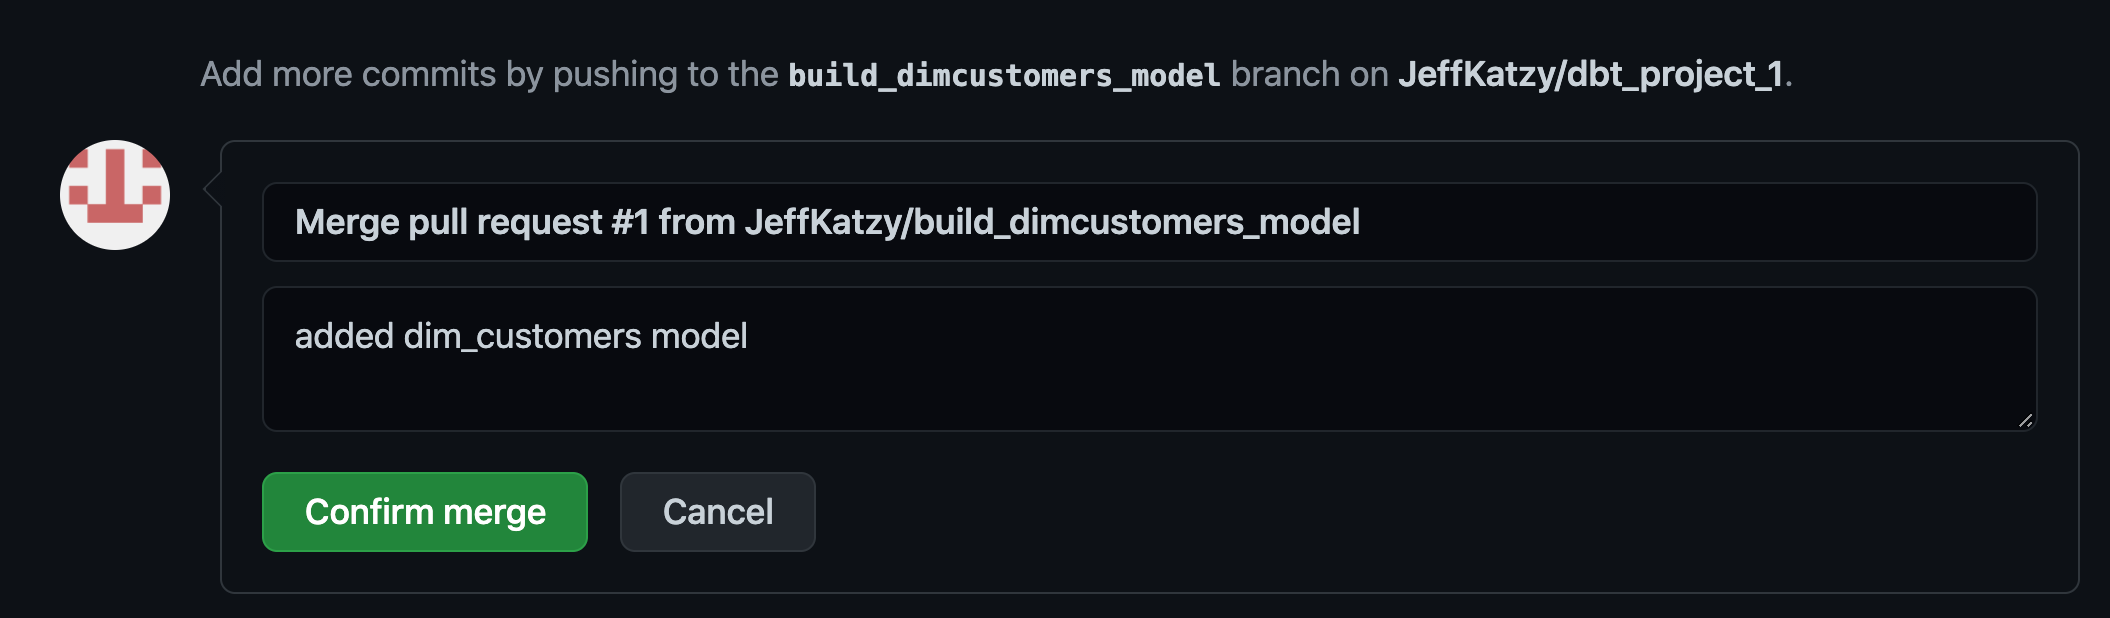 Add more commits by pushing to the build_dimcustomers_model branch on JeffKatzy/dbt_project_1.
Merge pull request #1 from JeffKatzy/build_dimcustomers_model
added dim_customers model
Confirm merge
Cancel